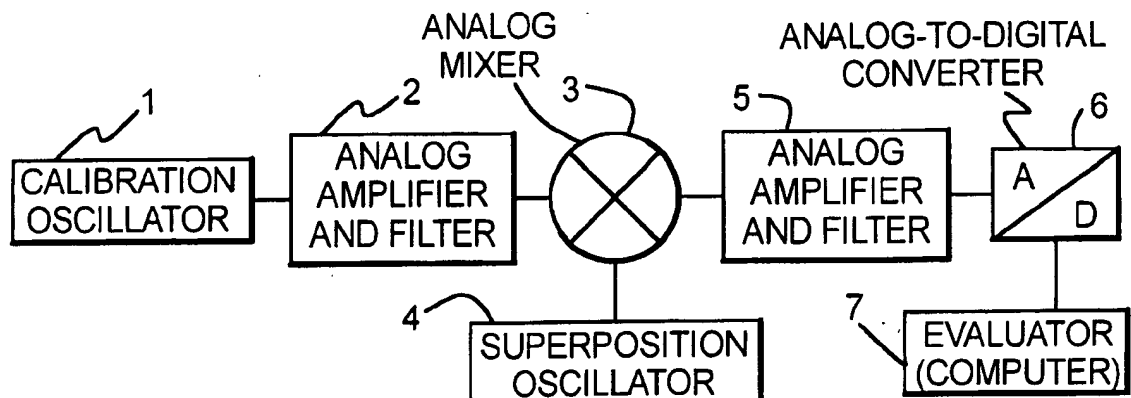 ANALOG
MIXER
ANALOG-TO-DIGITAL
CONVERTER
1
2
3
5
6
CALIBRATION
OSCILLATOR
ANALOG
AMPLIFIER
AND FILTER
ANALOG
AMPLIFIER
AND FILTER
A
D
4
SUPERPOSITION
OSCILLATOR
7
EVALUATOR
(COMPUTER)